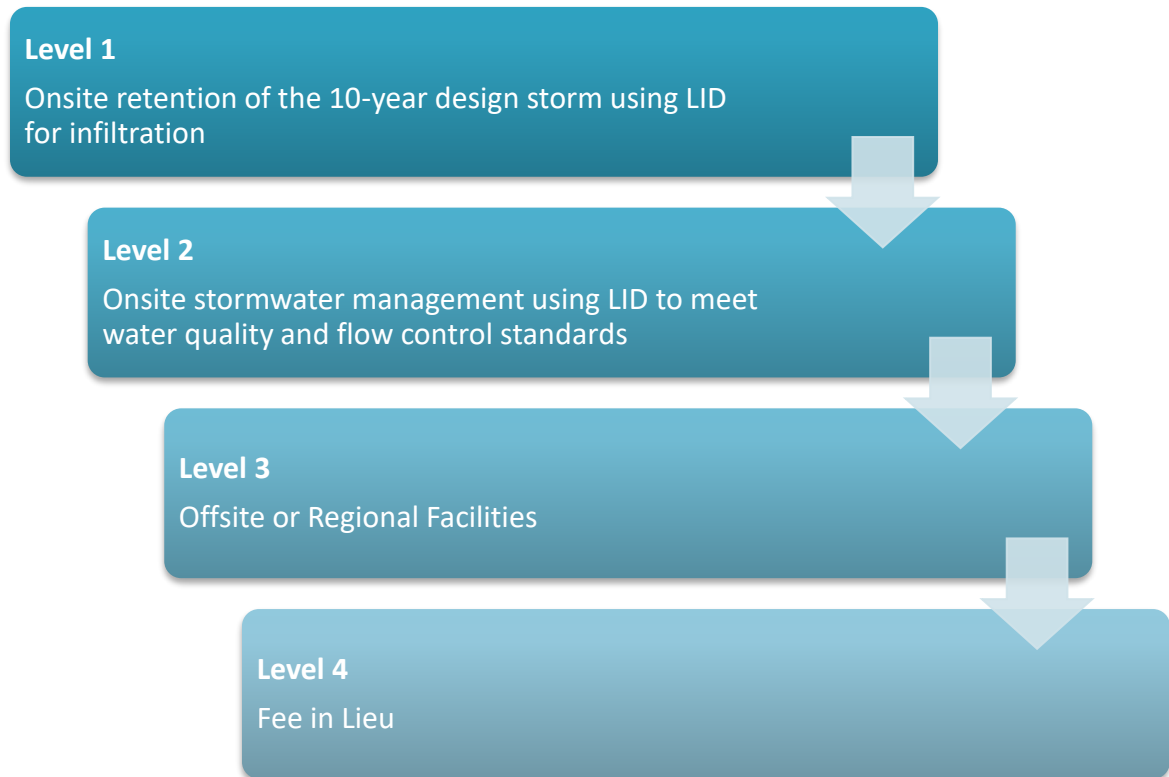 Level 1
Onsite retention of the 10-year design storm using LID
for infiltration
Level 2
Onsite stormwater management using LID to meet
water quality and flow control standards
Level 3
Offsite or Regional Facilities
Level 4
Fee in Lieu